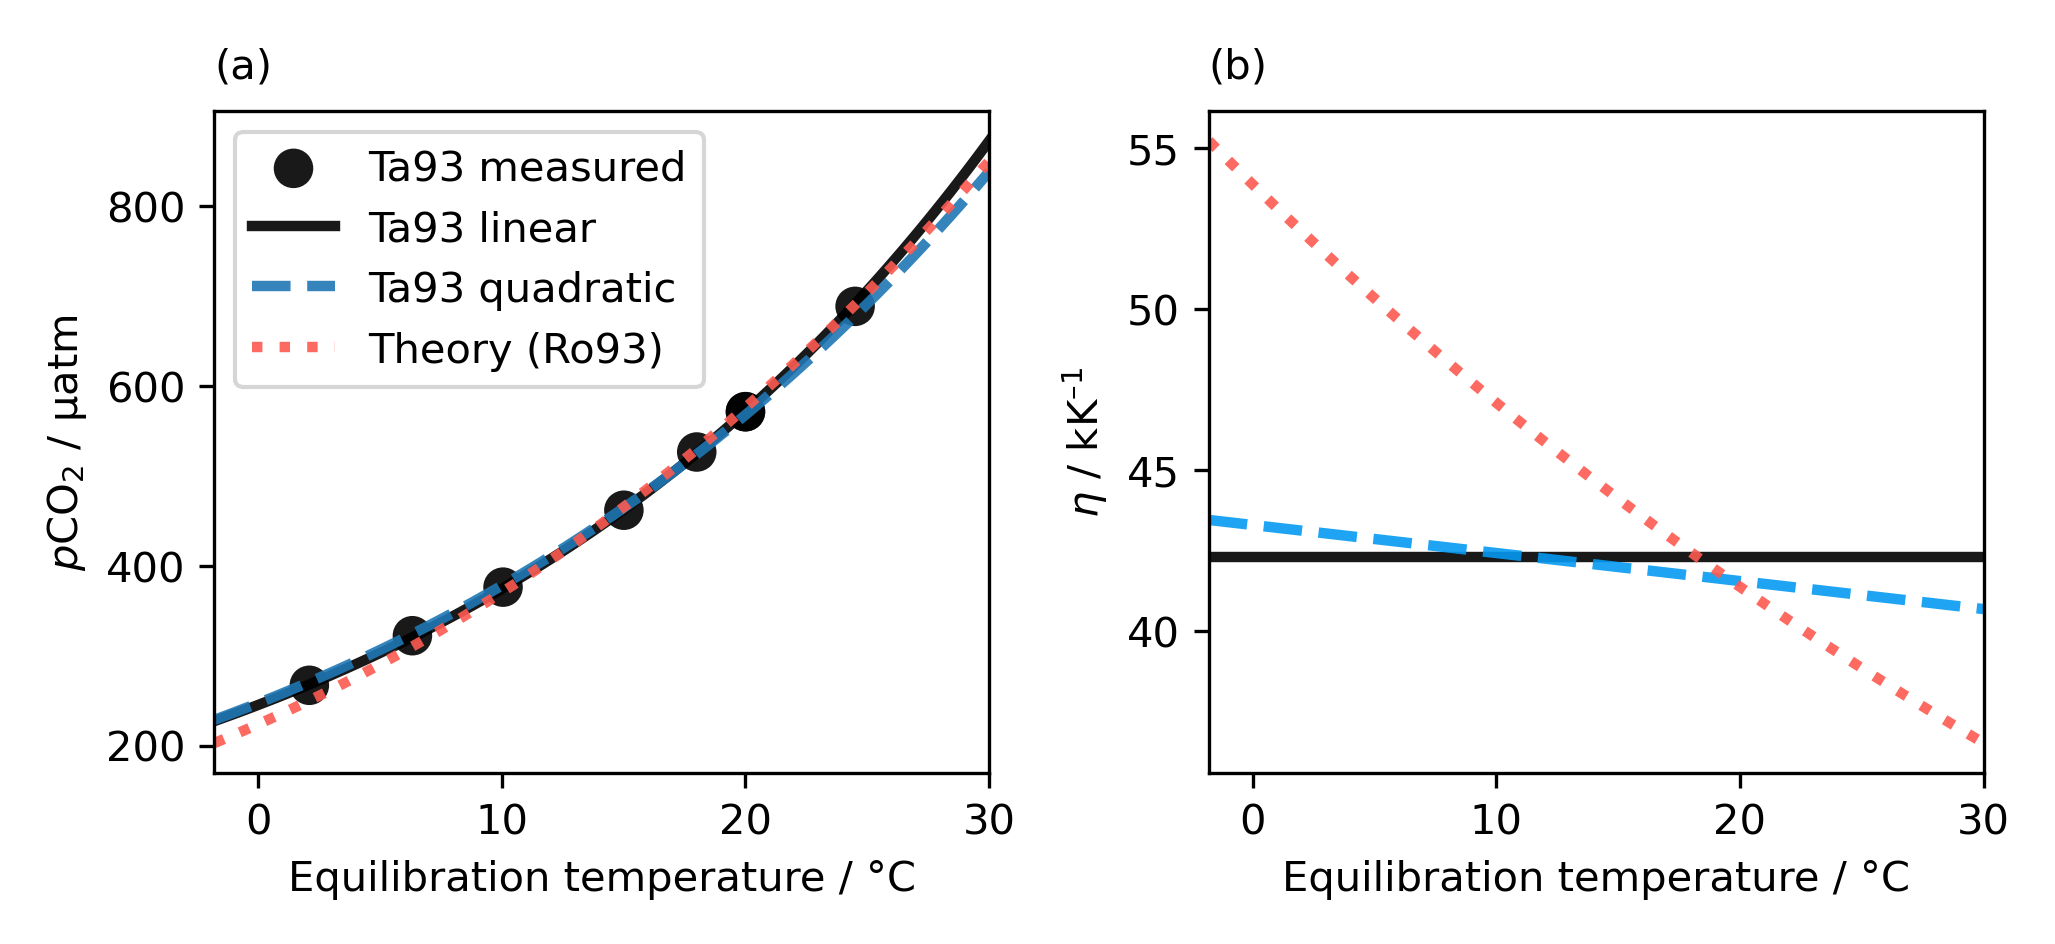 (a)
Ta93 measured
Ta93 linear
Ta93 quadratic
Theory (Ro93)
800
600
400
200
pCO₂ / µatm
0 10 20 30
Equilibration temperature / °C
(b)
55
50
45
40
η / kK⁻¹
0 10 20 30
Equilibration temperature / °C